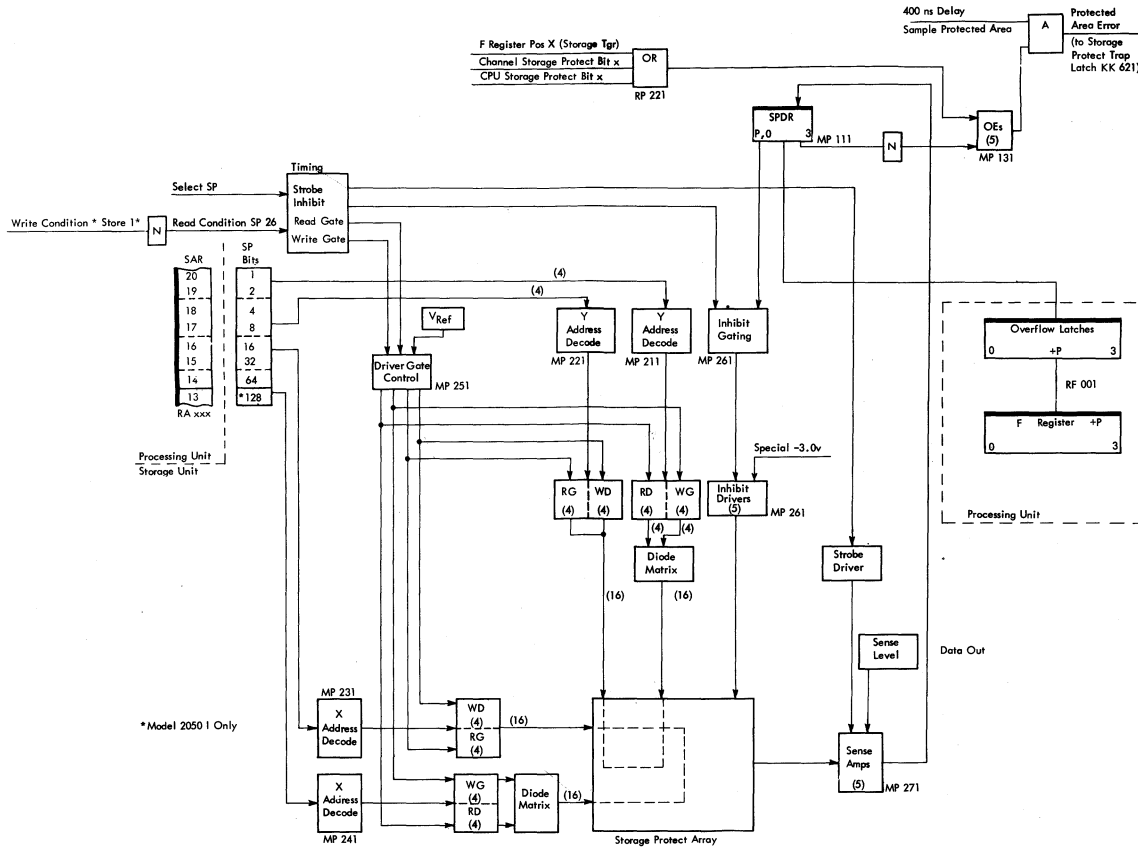 400 ns Delay
Sample Protected Area
A
Protected
Area Error
(to Storage
Protect Trap
Latch KK 621)
F Register Pos X (Storage Tgr)
Channel Storage Protect Bit x
CPU Storage Protect Bit x
OR
RP 221
SPDR
P,0 3
MP 111
N
OEs
(5)
MP 131
Timing
Strobe
Inhibit
Read Gate
Write Gate
Select SP
Write Condition * Store 1*
N
Read Condition SP 26
SAR
20
19
18
17
16
15
14
13
RA xxx
SP
Bits
1
2
4
8
16
32
64
*128
Processing Unit
Storage Unit
(4)
(4)
VRef
Driver Gate
Control
MP 251
Y
Address
Decode
MP 221
Y
Address
Decode
MP 211
Inhibit
Gating
MP 261
Overflow Latches
0 +P 3
RF 001
F Register +P
0 3
Processing Unit
Special -3.0v
RG
(4)
WD
(4)
RD
(4)
WG
(4)
Inhibit
Drivers
(5)
MP 261
(4)
(4)
Diode
Matrix
(16)
(16)
Strobe
Driver
Sense
Level
Data Out
*Model 2050 I Only
MP 231
X
Address
Decode
WD
(4)
RG
(4)
(16)
X
Address
Decode
MP 241
WG
(4)
RD
(4)
Diode
Matrix
(16)
Storage Protect Array
Sense
Amps
(5)
MP 271